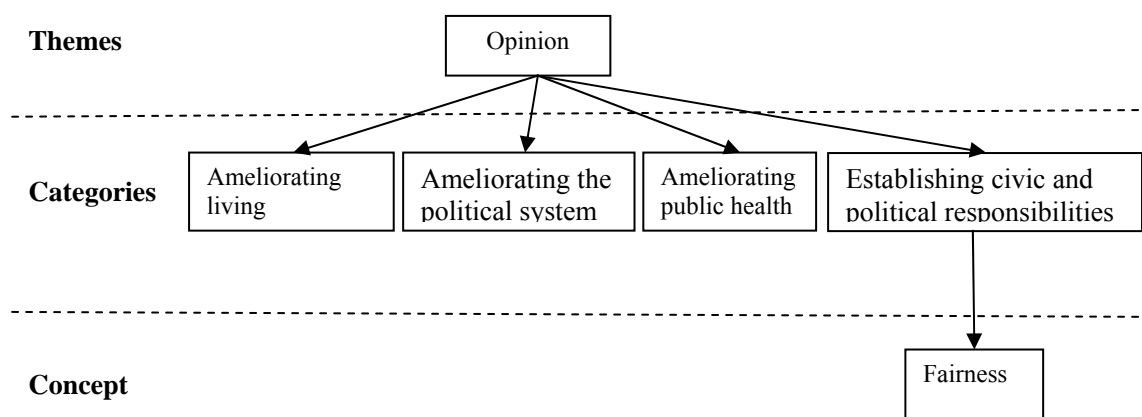 Themes
Opinion
Categories
Ameliorating
living
Ameliorating the
political system
Ameliorating
public health
Establishing civic and
political responsibilities
Concept
Fairness